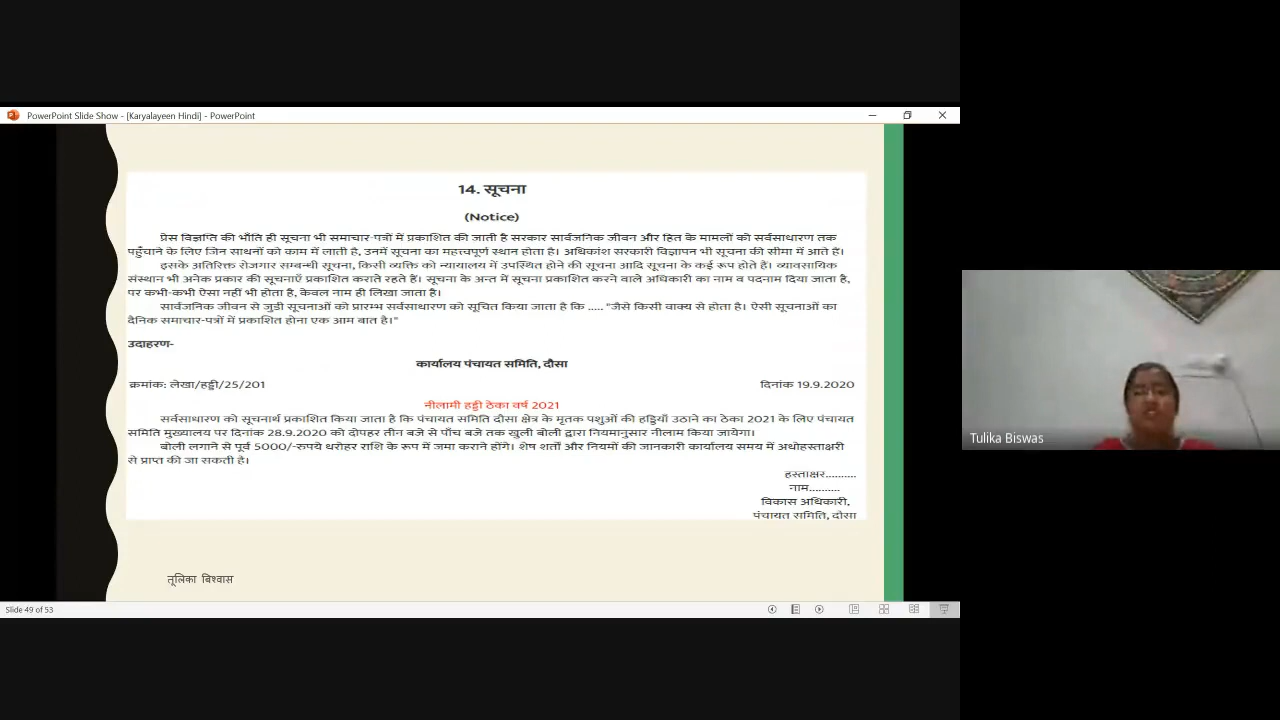 PowerPoint Slide Show - [Karyalayeen Hindi] - PowerPoint
14. सूचना
(Notice)
प्रेस विज्ञप्ति की भाँति ही सूचना भी समाचार-पत्रों में प्रकाशित की जाती है सरकार सार्वजनिक जीवन और हित के मामलों को सर्वसाधारण तक
पहुँचाने के लिए जिन साधनों को काम में लाती है, उनमें सूचना का महत्त्वपूर्ण स्थान होता है। अधिकांश सरकारी विज्ञापन भी सूचना की सीमा में आते हैं।
इसके अतिरिक्त रोजगार सम्बन्धी सूचना, किसी व्यक्ति को न्यायालय में उपस्थित होने की सूचना आदि सूचना के कई रूप होते हैं। व्यावसायिक
संस्थान भी अनेक प्रकार की सूचनाएँ प्रकाशित कराते रहते हैं। सूचना के अन्त में सूचना प्रकाशित करने वाले अधिकारी का नाम व पदनाम दिया जाता है,
पर कभी-कभी ऐसा नहीं भी होता है, केवल नाम ही लिखा जाता है।
सार्वजनिक जीवन से जुडी सूचनाओं को प्रारम्भ सर्वसाधारण को सूचित किया जाता है कि ..... "जैसे किसी वाक्य से होता है। ऐसी सूचनाओं का
दैनिक समाचार-पत्रों में प्रकाशित होना एक आम बात है।"
उदाहरण-
कार्यालय पंचायत समिति, दौसा
क्रमांक: लेखा/हड्डी/25/201
दिनांक 19.9.2020
नीलामी हड्डी ठेका वर्ष 2021
सर्वसाधारण को सूचनार्थ प्रकाशित किया जाता है कि पंचायत समिति दौसा क्षेत्र के मृतक पशुओं की हड्डियाँ उठाने का ठेका 2021 के लिए पंचायत
समिति मुख्यालय पर दिनांक 28.9.2020 को दोपहर तीन बजे से पाँच बजे तक खुली बोली द्वारा नियमानुसार नीलाम किया जायेगा।
बोली लगाने से पूर्व 5000/-रुपये धरोहर राशि के रूप में जमा कराने होंगे। शेष शर्तों और नियमों की जानकारी कार्यालय समय में अधोहस्ताक्षरी
से प्राप्त की जा सकती है।
हस्ताक्षर..........
नाम..........
विकास अधिकारी,
पंचायत समिति, दौसा
तूलिका बिश्वास
Slide 49 of 53
Tulika Biswas